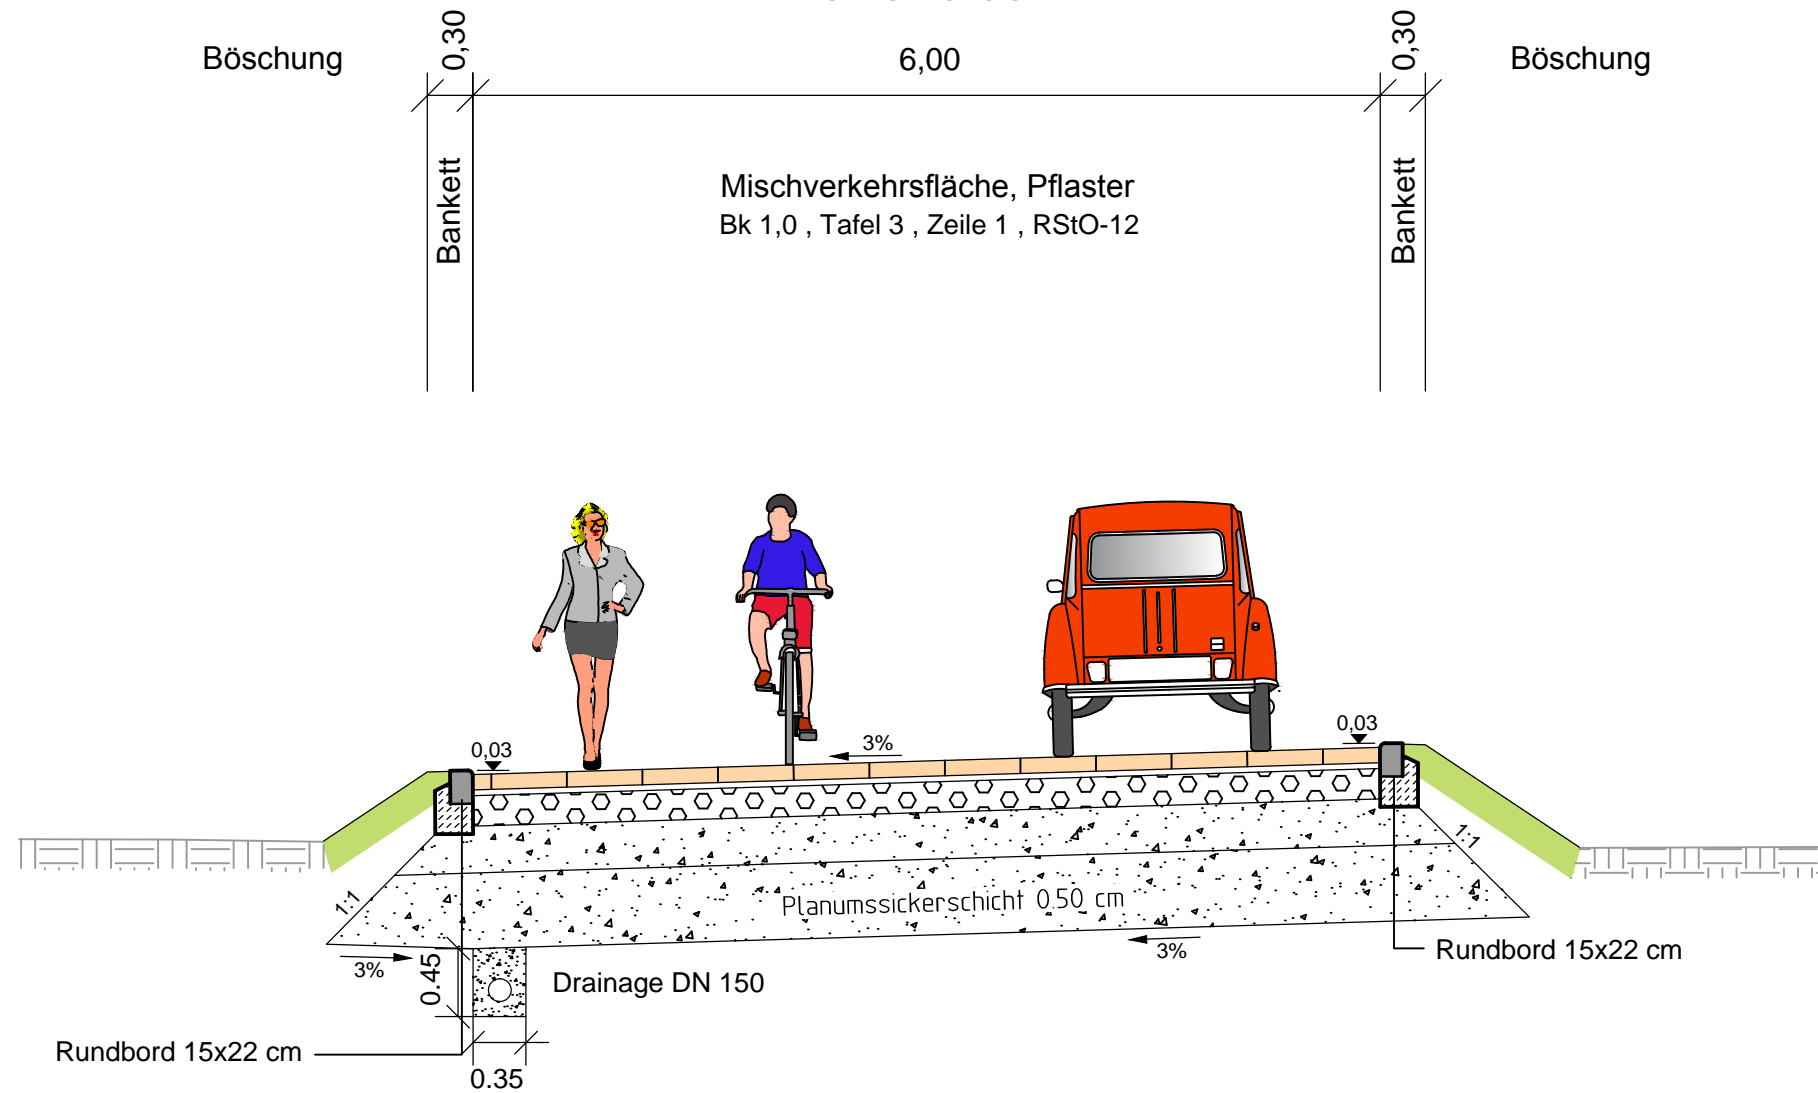 Böschung
0,30
6,00
0,30
Böschung
Bankett
Mischverkehrsfläche, Pflaster
Bk 1,0 , Tafel 3 , Zeile 1 , RStO-12
Bankett
0,03
3%
0,03
1:1
1:1
Planumssickerschicht 0.50 cm
3%
0.45
Drainage DN 150
3%
Rundbord 15x22 cm
Rundbord 15x22 cm
0.35